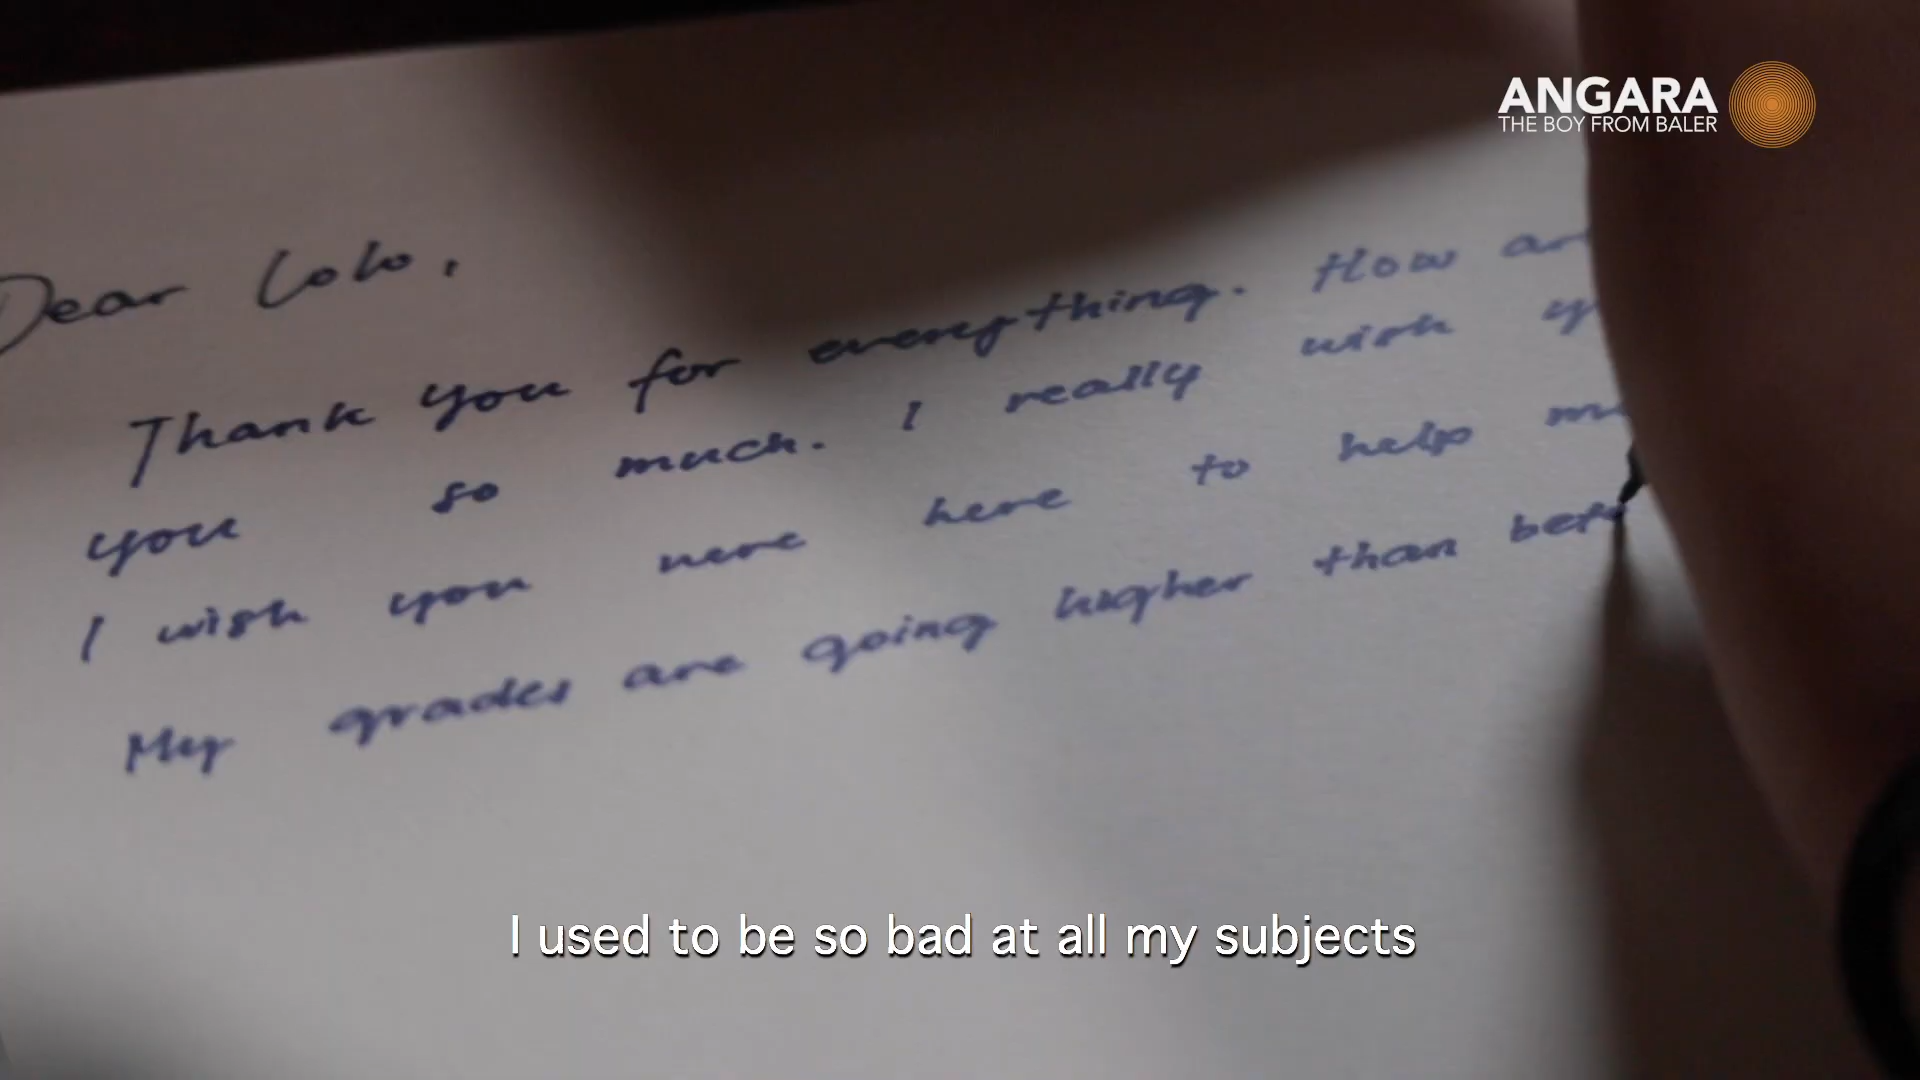 ANGARA
THE BOY FROM BALER
Dear Lolo,
Thank you for everything. How
you so much. I really wish
I wish you were here to help
My grades are going higher than
I used to be so bad at all my subjects